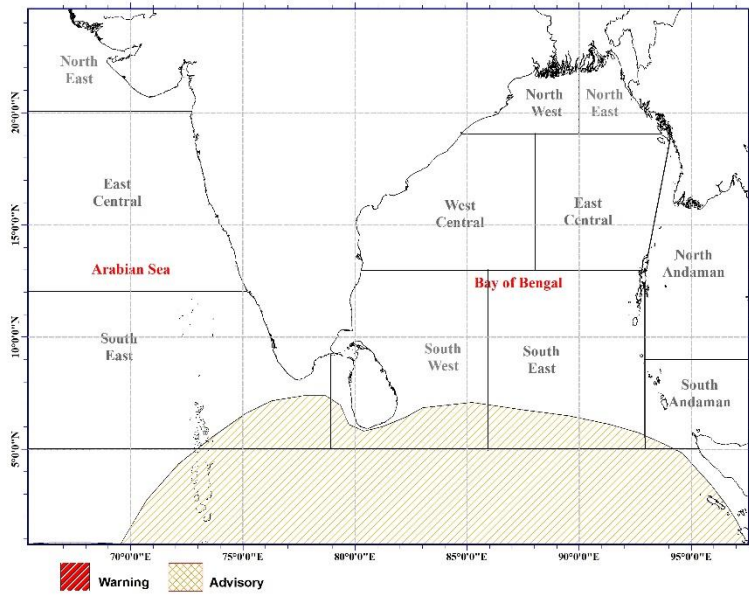 North
East
North
West
North
East
20°0'0"N
East
Central
West
Central
East
Central
15°0'0"N
North
Andaman
Arabian Sea
Bay of Bengal
South
East
10°0'0"N
South
West
South
East
South
Andaman
5°0'0"N
70°0'0"E
75°0'0"E
80°0'0"E
85°0'0"E
90°0'0"E
95°0'0"E
Warning
Advisory